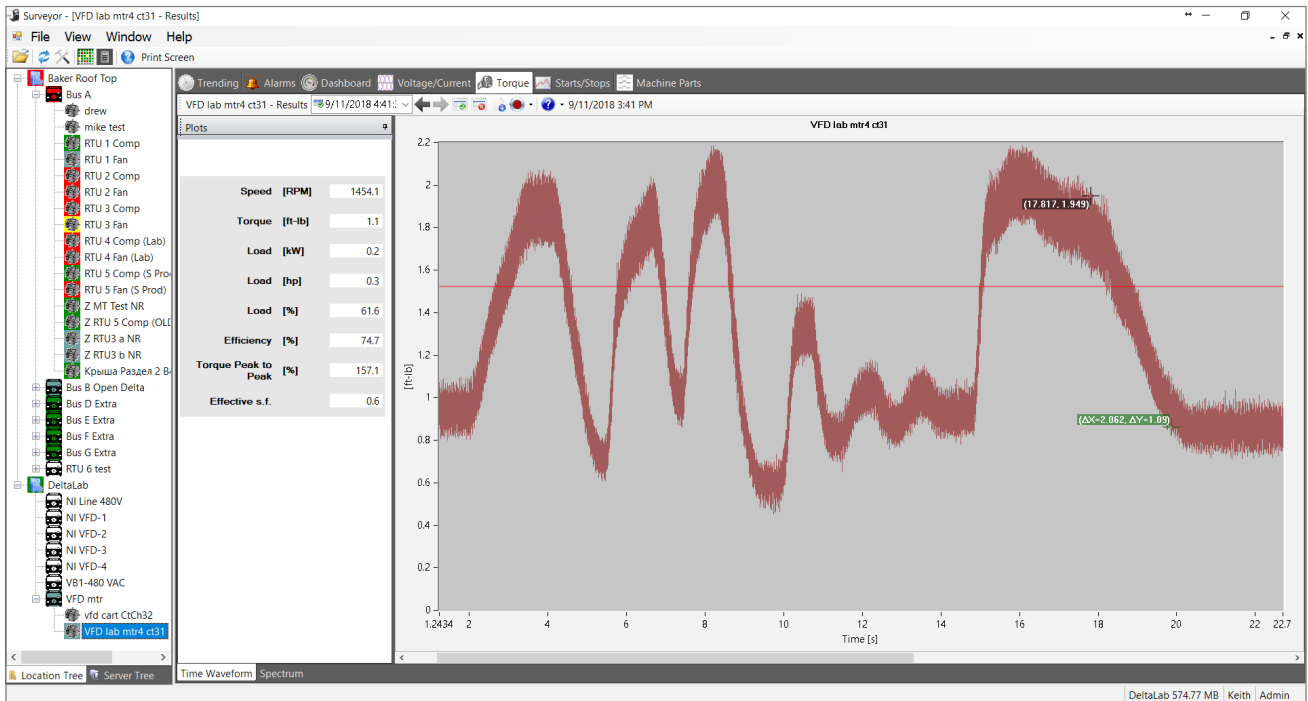 Surveyor - [VFD lab mtr4 ct31 - Results]
File View Window Help
Print Screen
Baker Roof Top
Bus A
drew
mike test
RTU 1 Comp
RTU 1 Fan
RTU 2 Comp
RTU 2 Fan
RTU 3 Comp
RTU 3 Fan
RTU 4 Comp (Lab)
RTU 4 Fan (Lab)
RTU 5 Comp (S Pro
RTU 5 Fan (S Prod)
Z MT Test NR
Z RTU 5 Comp (OLD
Z RTU3 a NR
Z RTU3 b NR
Крыша Раздел 2 В
Bus B Open Delta
Bus D Extra
Bus E Extra
Bus F Extra
Bus G Extra
RTU 6 test
DeltaLab
NI Line 480V
NI VFD-1
NI VFD-2
NI VFD-3
NI VFD-4
VB1-480 VAC
VFD mtr
vfd cart CtCh32
VFD lab mtr4 ct31
Location Tree Server Tree
Trending Alarms Dashboard Voltage/Current Torque Starts/Stops Machine Parts
VFD lab mtr4 ct31 - Results 9/11/2018 4:41: 9/11/2018 3:41 PM
Plots
Speed [RPM] 1454.1
Torque [ft-lb] 1.1
Load [kW] 0.2
Load [hp] 0.3
Load [%] 61.6
Efficiency [%] 74.7
Torque Peak to Peak [%] 157.1
Effective s.f. 0.6
Time Waveform Spectrum
VFD lab mtr4 ct31
2.2
2
1.8
1.6
1.4
1.2
1
0.8
0.6
0.4
0.2
0
[ft-lb]
(17.817, 1.949)
(ΔX=2.062, ΔY=1.09)
1.2434 2 4 6 8 10 12 14 16 18 20 22 22.7
Time [s]
DeltaLab 574.77 MB Keith Admin